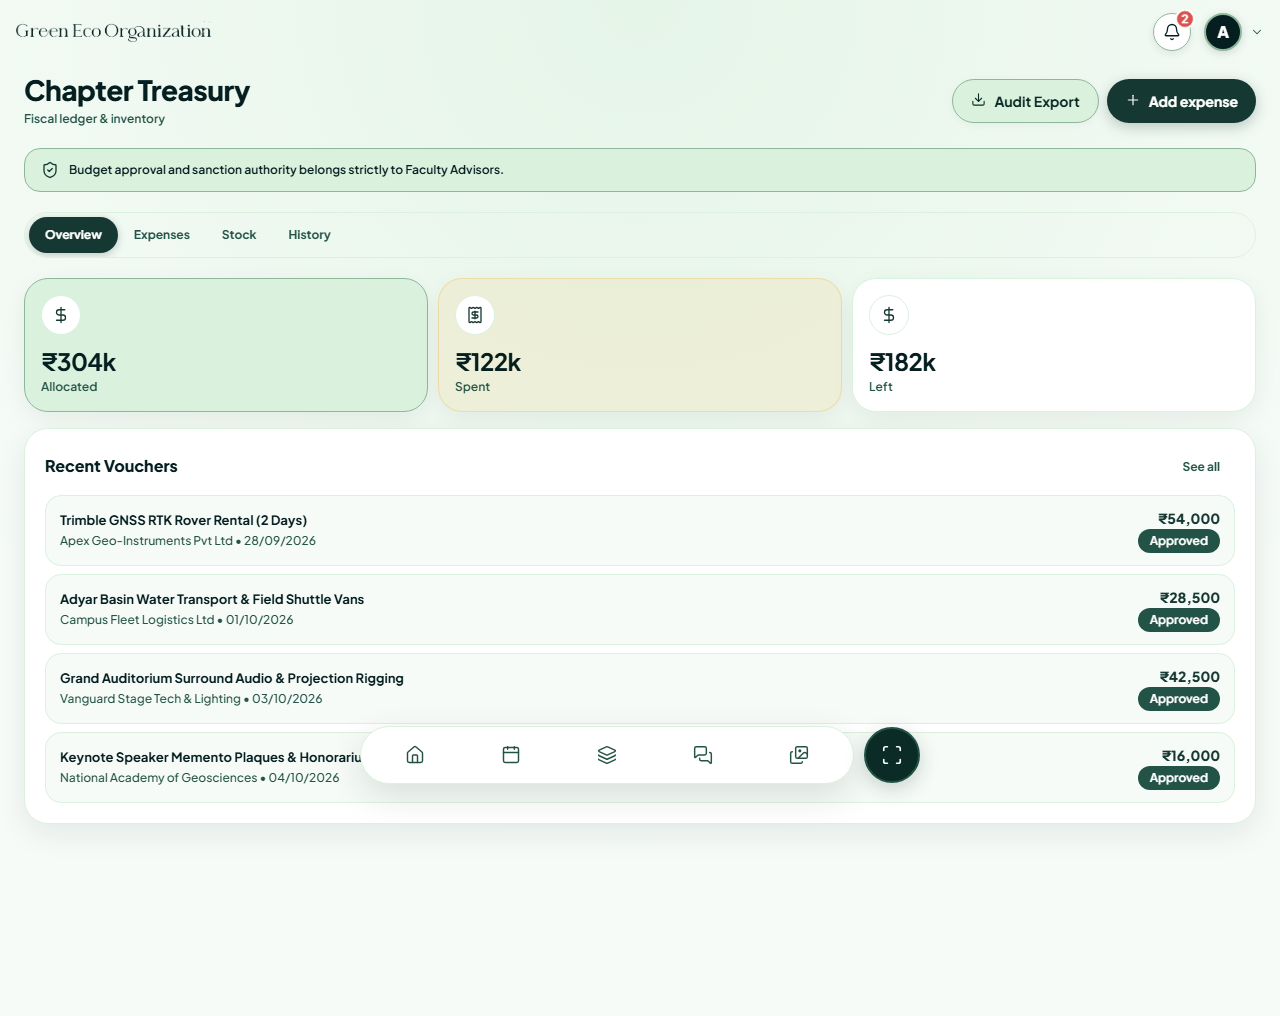 Green Eco Organization
2
A
Chapter Treasury
Fiscal ledger & inventory
Audit Export
Add expense
Budget approval and sanction authority belongs strictly to Faculty Advisors.
Overview
Expenses
Stock
History
₹304k
Allocated
₹122k
Spent
₹182k
Left
Recent Vouchers
See all
Trimble GNSS RTK Rover Rental (2 Days)
Apex Geo-Instruments Pvt Ltd • 28/09/2026
₹54,000
Approved
Adyar Basin Water Transport & Field Shuttle Vans
Campus Fleet Logistics Ltd • 01/10/2026
₹28,500
Approved
Grand Auditorium Surround Audio & Projection Rigging
Vanguard Stage Tech & Lighting • 03/10/2026
₹42,500
Approved
Keynote Speaker Memento Plaques &
National Academy of Geosciences • 04/10/2026
₹16,000
Approved